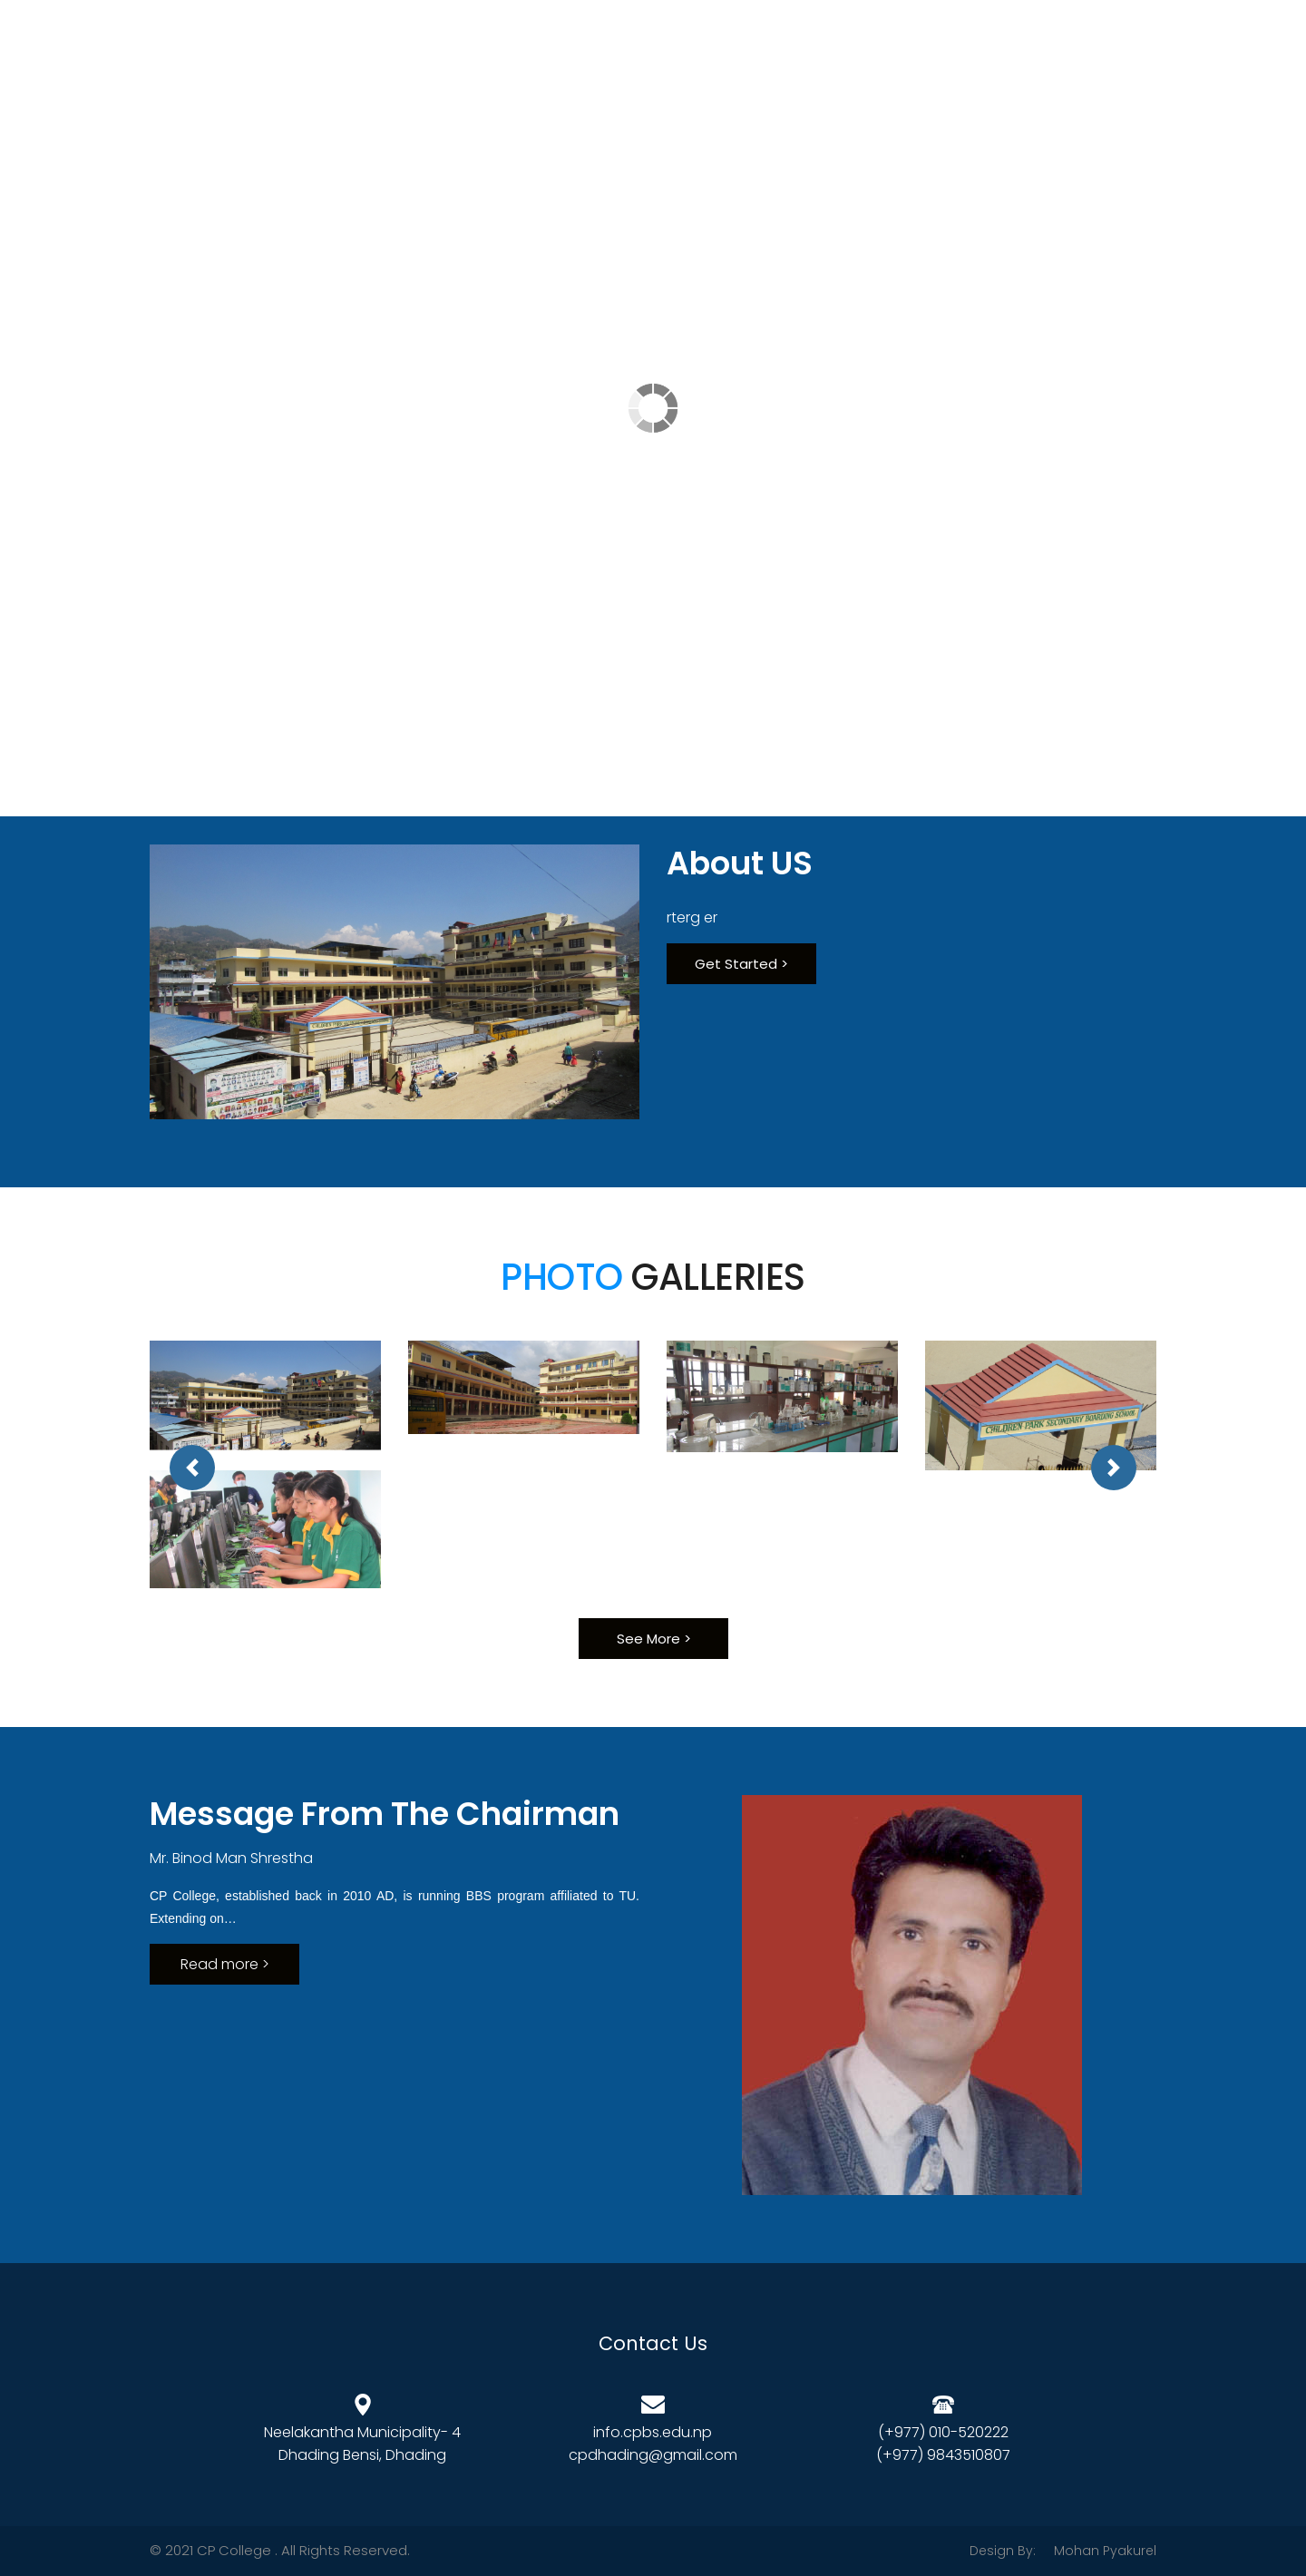 About US
rterg er
Get Started >
PHOTO GALLERIES
CHILDREN PARK SECONDARY BOARDING SCHOOL
See More >
Message From The Chairman
Mr. Binod Man Shrestha
CP College, established back in 2010 AD, is running BBS program affiliated to TU.
Extending on…
Read more >
Contact Us
Neelakantha Municipality- 4
Dhading Bensi, Dhading
info.cpbs.edu.np
cpdhading@gmail.com
(+977) 010-520222
(+977) 9843510807
© 2021 CP College . All Rights Reserved.
Design By: Mohan Pyakurel